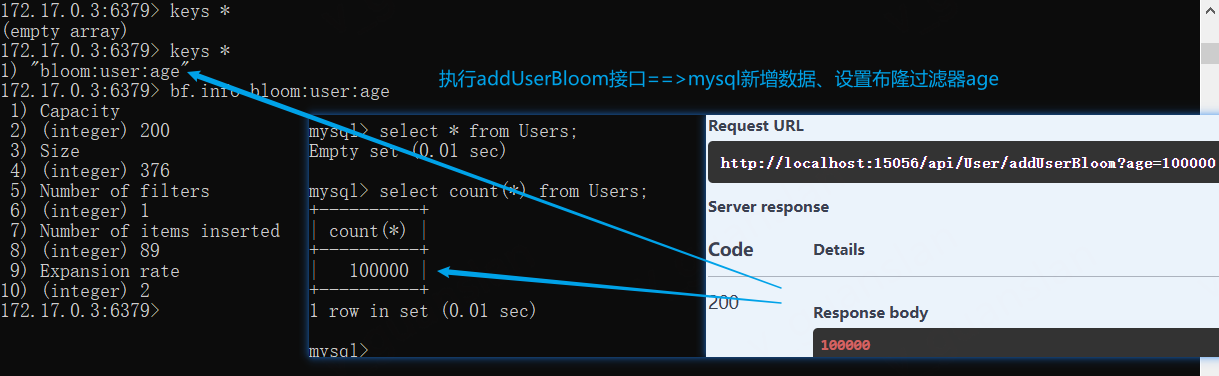 172.17.0.3:6379> keys *
(empty array)
172.17.0.3:6379> keys *
1) "bloom:user:age"
172.17.0.3:6379> bf.info bloom:user:age
1) Capacity
2) (integer) 200
3) Size
4) (integer) 376
5) Number of filters
6) (integer) 1
7) Number of items inserted
8) (integer) 89
9) Expansion rate
10) (integer) 2
172.17.0.3:6379>
执行addUserBloom接口==>mysql新增数据、设置布隆过滤器age
mysql> select * from Users;
Empty set (0.01 sec)
mysql> select count(*) from Users;
+----------+
| count(*) |
+----------+
| 100000 |
+----------+
1 row in set (0.01 sec)
mysql>
Request URL
http://localhost:15056/api/User/addUserBloom?age=100000
Server response
Code Details
200
Response body
100000